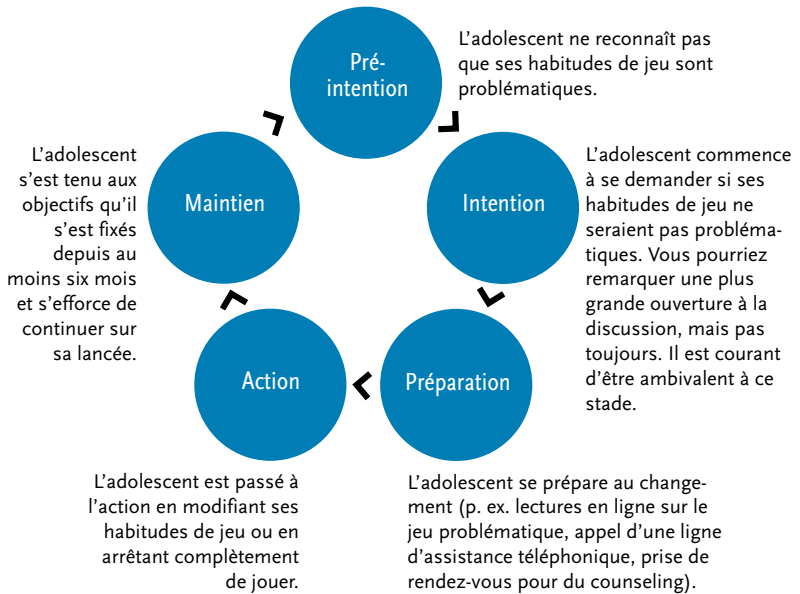 Pré-
intention
L’adolescent ne reconnaît pas
que ses habitudes de jeu sont
problématiques.
Intention
L’adolescent commence
à se demander si ses
habitudes de jeu ne
seraient pas probléma-
tiques. Vous pourriez
remarquer une plus
grande ouverture à la
discussion, mais pas
toujours. Il est courant
d’être ambivalent à ce
stade.
Préparation
L’adolescent se prépare au change-
ment (p. ex. lectures en ligne sur le
jeu problématique, appel d’une ligne
d’assistance téléphonique, prise de
rendez-vous pour du counseling).
Action
L’adolescent est passé à
l’action en modifiant ses
habitudes de jeu ou en
arrêtant complètement
de jouer.
Maintien
L’adolescent
s’est tenu aux
objectifs qu’il
s’est fixés
depuis au
moins six mois
et s’efforce de
continuer sur
sa lancée.